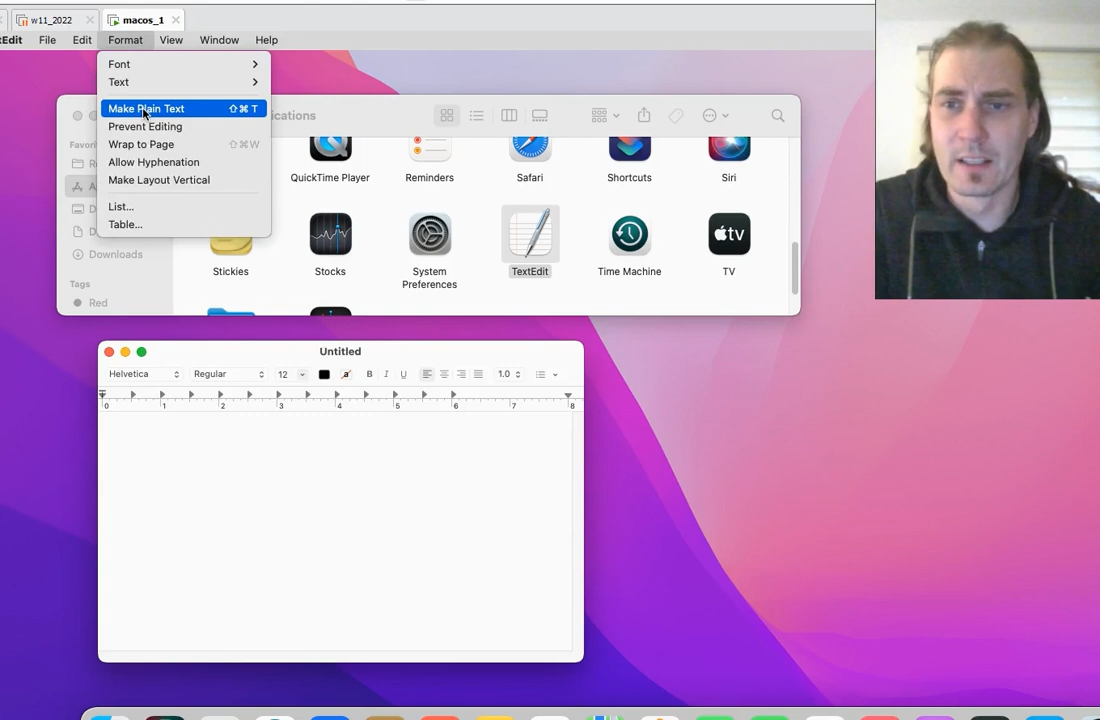 w11_2022 macos_1
tEdit File Edit Format View Window Help
Font
Text
Make Plain Text ⇧⌘T
Prevent Editing
Wrap to Page ⇧⌘W
Allow Hyphenation
Make Layout Vertical
List...
Table...
ications
Favor
R
A
D
D
Downloads
Tags
Red
QuickTime Player Reminders Safari Shortcuts Siri
Stickies Stocks System Preferences TextEdit Time Machine TV
tv
Untitled
Helvetica Regular 12 a B I U 1.0
0 1 2 3 4 5 6 7 8